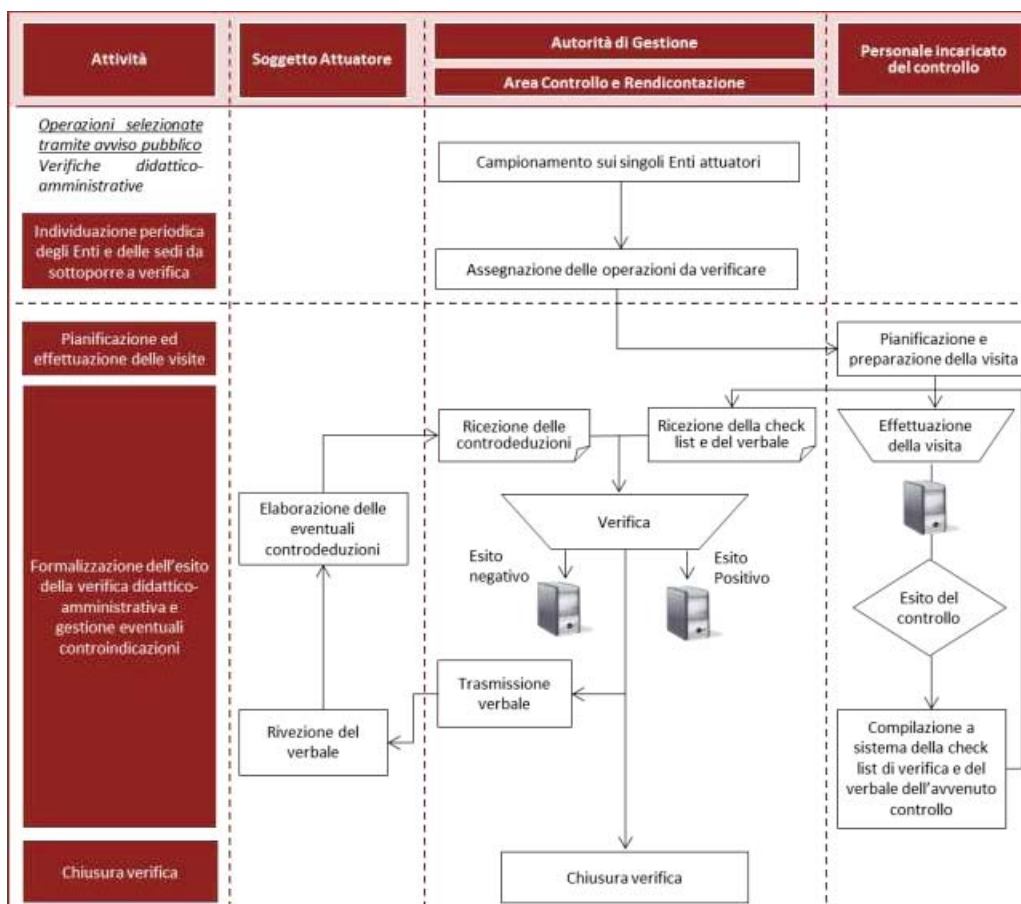 Attività
Soggetto Attuatore
Autorità di Gestione
Area Controllo e Rendicontazione
Personale incaricato
del controllo
Operazioni selezionate
tramite avviso pubblico
Verifiche didattico-
amministrative
Campionamento sui singoli Enti attuatori
Individuazione periodica
degli Enti e delle sedi da
sottoporre a verifica
Assegnazione delle operazioni da verificare
Pianificazione ed
effettuazione delle visite
Pianificazione e
preparazione della visita
Ricezione delle
controdeduzioni
Ricezione della check
list e del verbale
Effettuazione
della visita
Elaborazione delle
eventuali
controdeduzioni
Verifica
Esito
negativo
Esito
Positivo
Formalizzazione dell'esito
della verifica didattico-
amministrativa e
gestione eventuali
controindicazioni
Esito del
controllo
Trasmissione
verbale
Rivezione del
verbale
Compilazione a
sistema della check
list di verifica e del
verbale dell'avvenuto
controllo
Chiusura verifica
Chiusura verifica